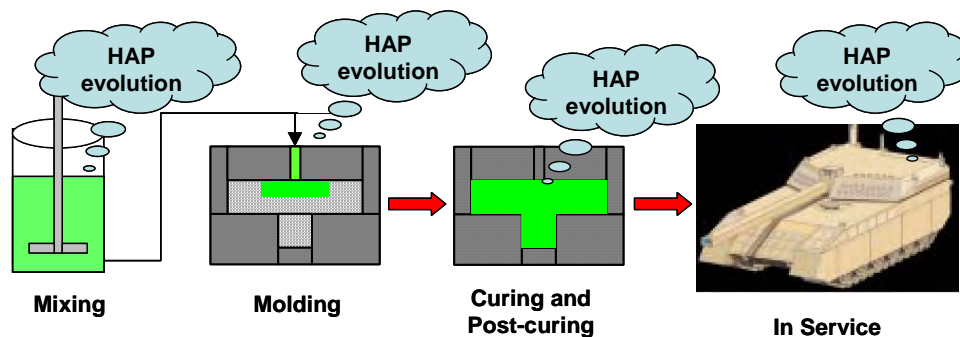 HAP
evolution
HAP
evolution
HAP
evolution
HAP
evolution
Mixing
Molding
Curing and
Post-curing
In Service